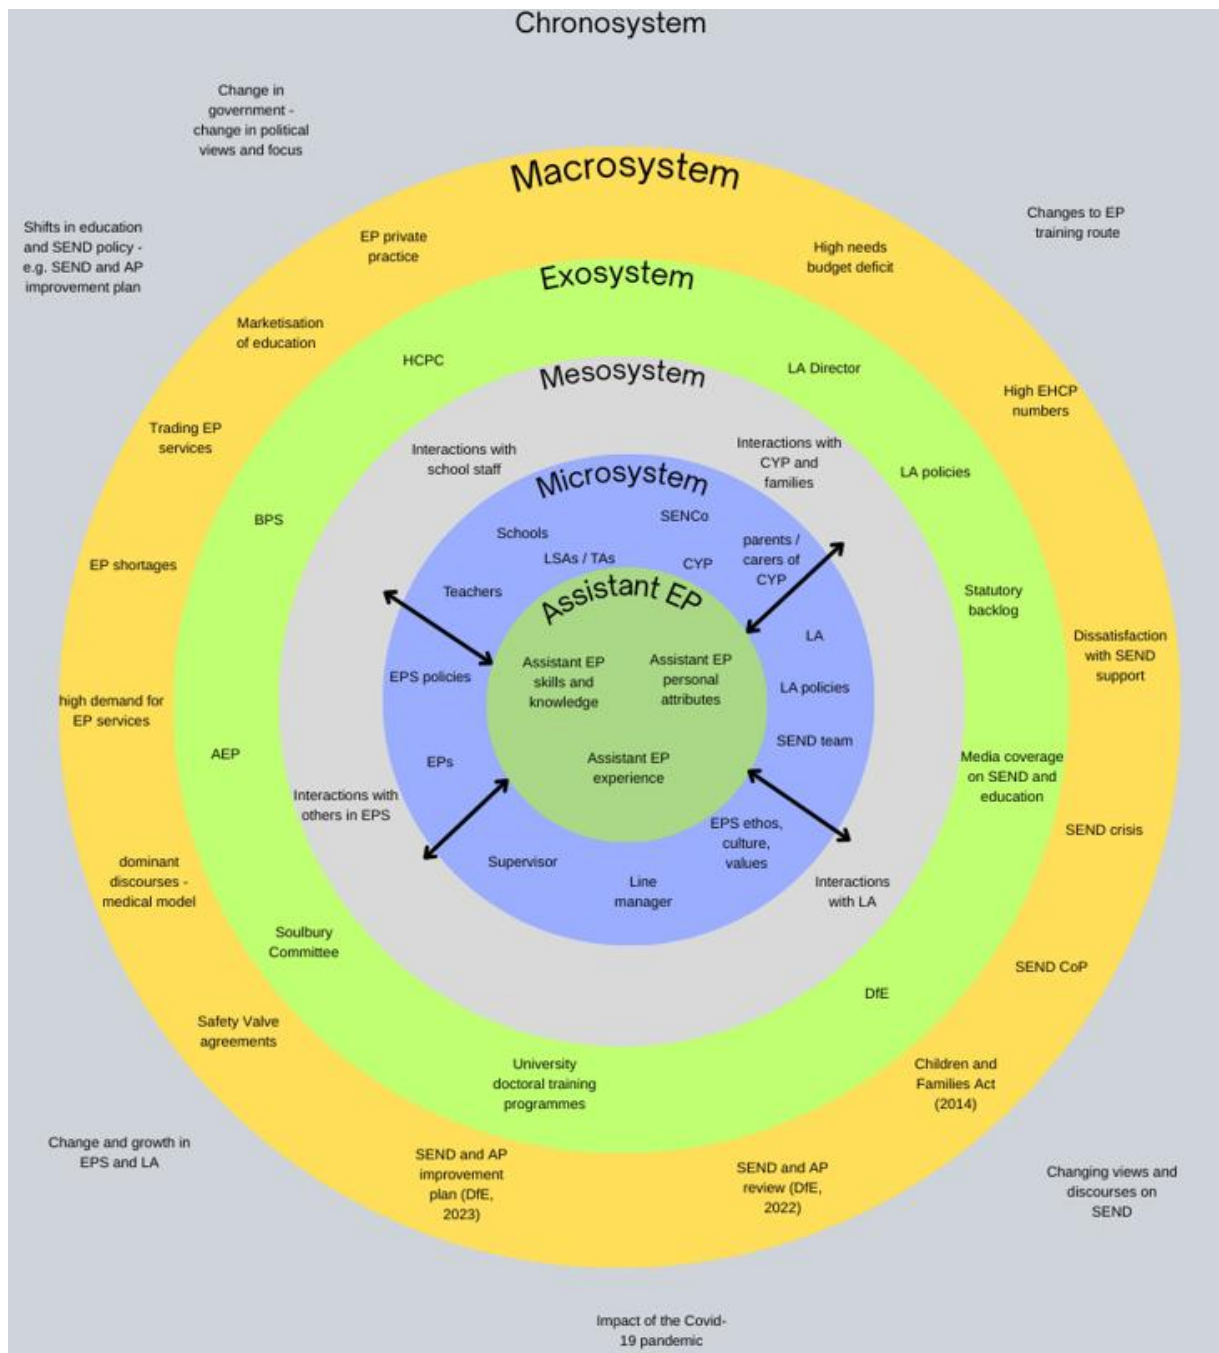 Chronosystem
Change in
government -
change in political
views and focus
Shifts in education
and SEND policy -
e.g. SEND and AP
improvement plan
Changes to EP
training route
Change and growth in
EPS and LA
Changing views and
discourses on
SEND
Impact of the Covid-
19 pandemic
Macrosystem
EP private
practice
High needs
budget deficit
Marketisation
of education
High EHCP
numbers
Trading EP
services
EP shortages
Dissatisfaction
with SEND
support
high demand for
EP services
SEND crisis
dominant
discourses -
medical model
SEND CoP
Safety Valve
agreements
Children and
Families Act
(2014)
SEND and AP
improvement
plan (DfE,
2023)
SEND and AP
review (DfE,
2022)
Exosystem
HCPC
LA Director
LA policies
BPS
Statutory
backlog
AEP
Media coverage
on SEND and
education
Soulbury
Committee
DfE
University
doctoral training
programmes
Mesosystem
Interactions with
school staff
Interactions with
CYP and
families
Interactions with
others in EPS
Interactions
with LA
Microsystem
SENCo
Schools
LSAs / TAs
CYP
parents /
carers of
CYP
Teachers
LA
EPS policies
LA policies
SEND team
EPs
EPS ethos,
culture,
values
Supervisor
Line
manager
Assistant EP
Assistant EP
skills and
knowledge
Assistant EP
personal
attributes
Assistant EP
experience